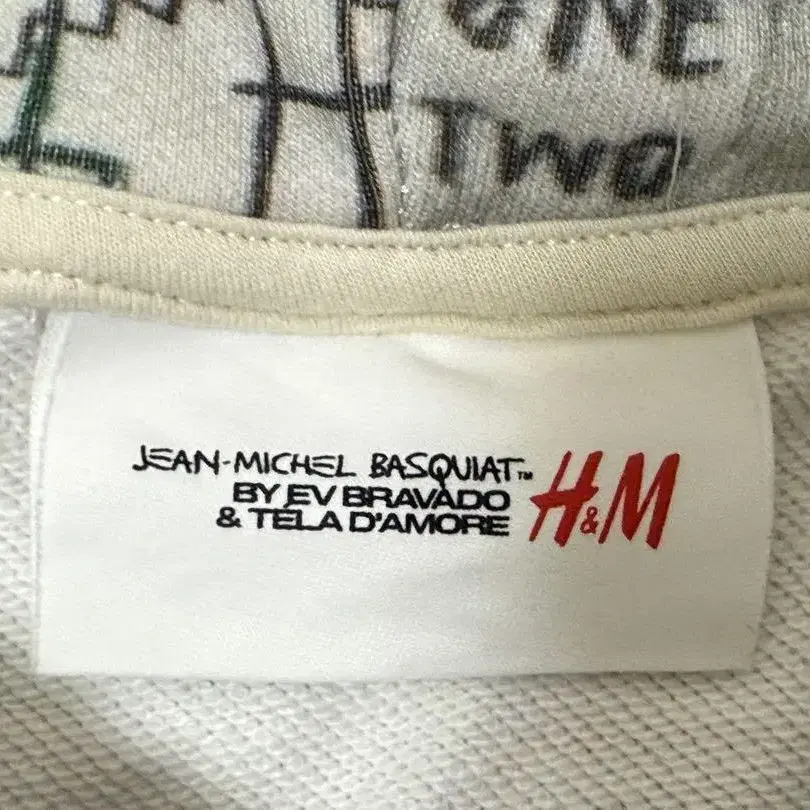 ONE
TWO
JEAN-MICHEL BASQUIAT™
BY EV BRAVADO
& TELA D'AMORE
H&M